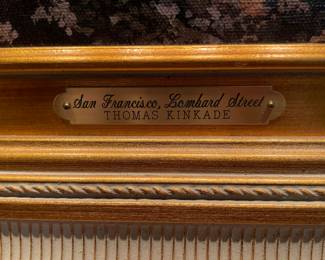 San Francisco, Lombard Street
THOMAS KINKADE